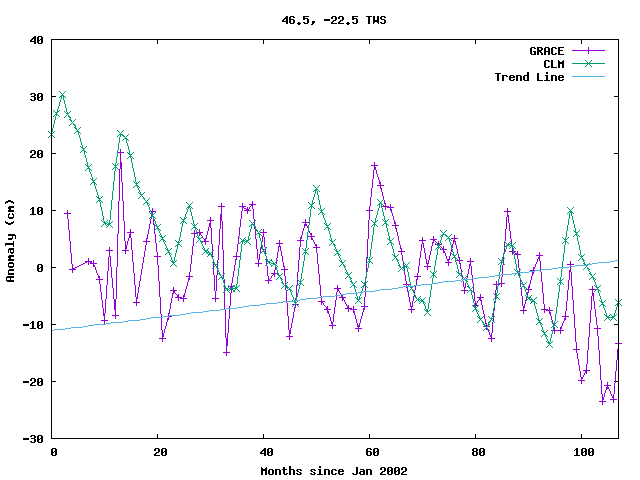 46.5, -22.5 TWS
GRACE
CLM
Trend Line
40
30
20
10
0
-10
-20
-30
Anomaly (cm)
0 20 40 60 80 100
Months since Jan 2002